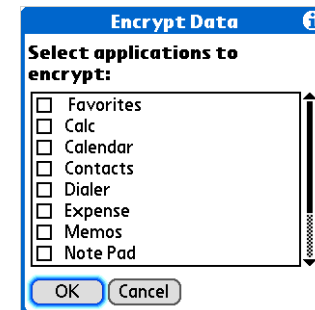 Encrypt Data i
Select applications to
encrypt:
Favorites
Calc
Calendar
Contacts
Dialer
Expense
Memos
Note Pad
OK Cancel